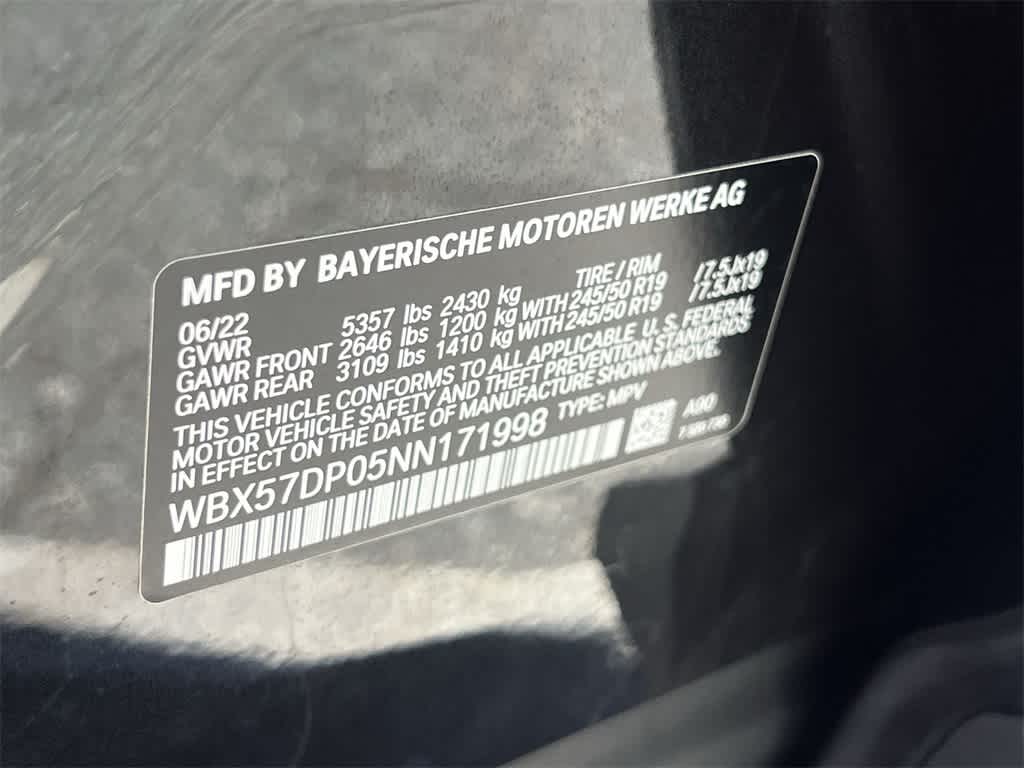 MFD BY BAYERISCHE MOTOREN WERKE AG
06/22 TIRE / RIM
GVWR 5357 lbs 2430 kg
GAWR FRONT 2646 lbs 1200 kg WITH 245/50 R19 /7.5Jx19
GAWR REAR 3109 lbs 1410 kg WITH 245/50 R19 /7.5Jx19
THIS VEHICLE CONFORMS TO ALL APPLICABLE U. S. FEDERAL
MOTOR VEHICLE SAFETY AND THEFT PREVENTION STANDARDS
IN EFFECT ON THE DATE OF MANUFACTURE SHOWN ABOVE.
WBX57DP05NN171998 TYPE: MPV
A90